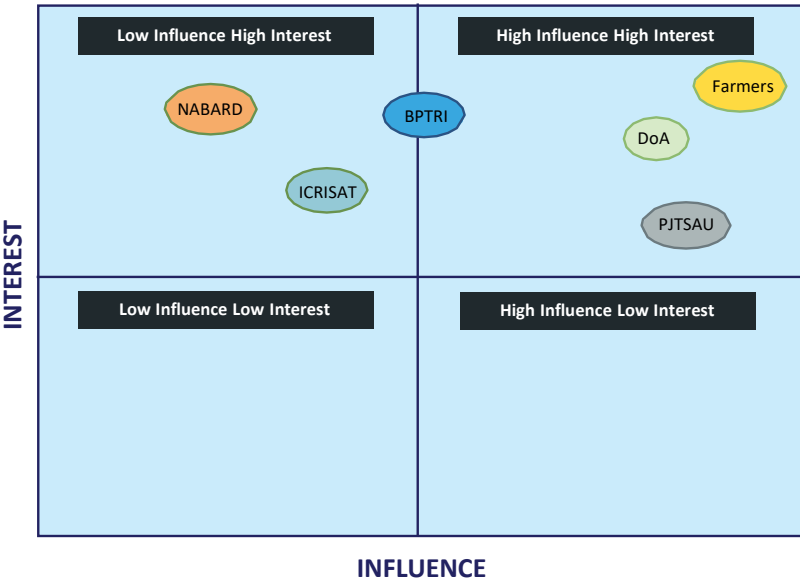 Low Influence High Interest
High Influence High Interest
Farmers
NABARD
BPTRI
DoA
ICRISAT
PJTSAU
INTEREST
Low Influence Low Interest
High Influence Low Interest
INFLUENCE